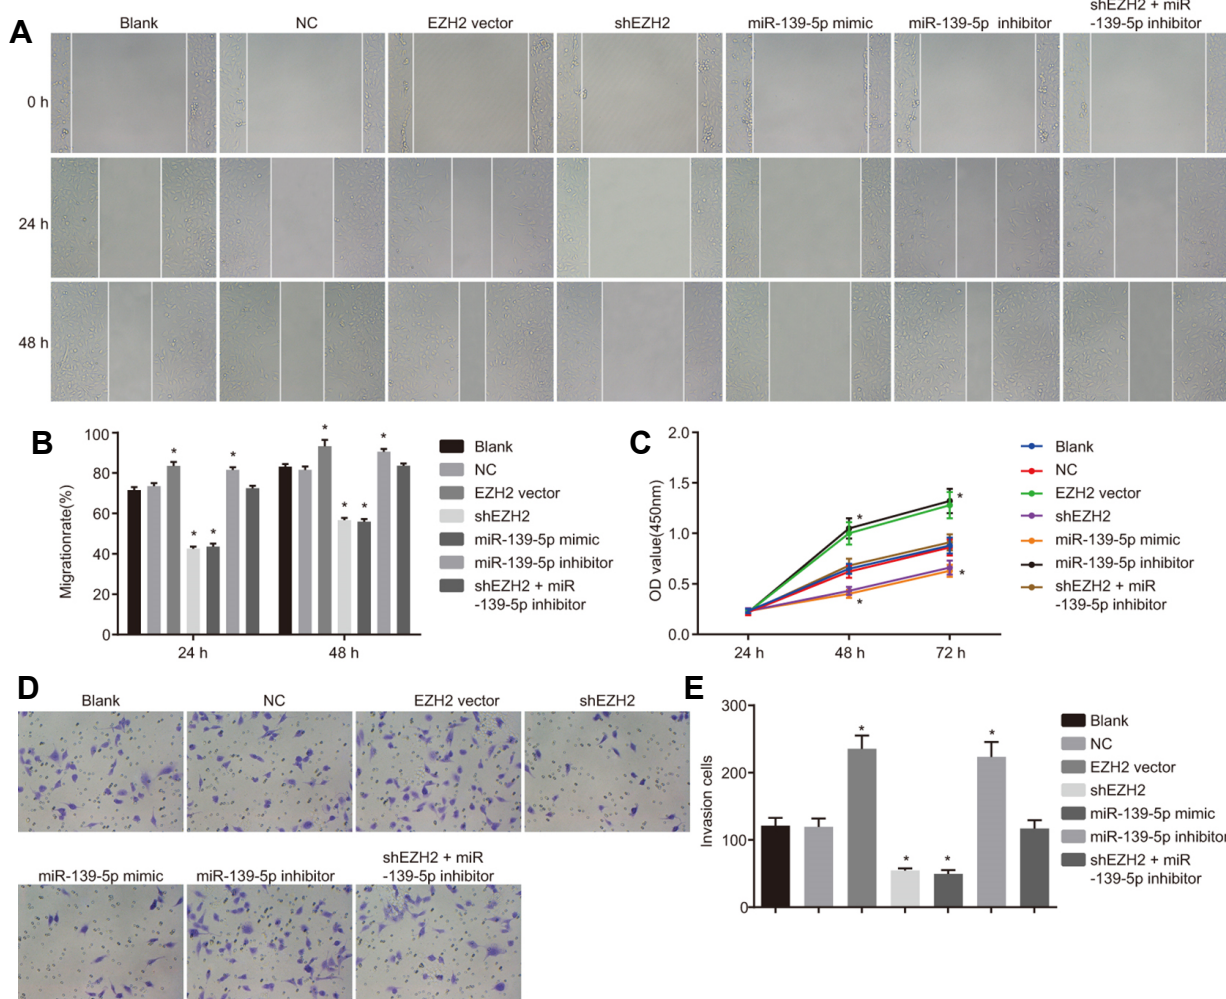 A
Blank NC EZH2 vector shEZH2 miR-139-5p mimic miR-139-5p inhibitor shEZH2 + miR
-139-5p inhibitor
0 h
24 h
48 h
B
100
80
60
40
20
0
Migrationrate(%)
* * * * * * * *
24 h 48 h
Blank
NC
EZH2 vector
shEZH2
miR-139-5p mimic
miR-139-5p inhibitor
shEZH2 + miR
-139-5p inhibitor
C
2.0
1.5
1.0
0.5
0.0
OD value(450nm)
* * * *
24 h 48 h 72 h
Blank
NC
EZH2 vector
shEZH2
miR-139-5p mimic
miR-139-5p inhibitor
shEZH2 + miR
-139-5p inhibitor
D
Blank NC EZH2 vector shEZH2
miR-139-5p mimic miR-139-5p inhibitor shEZH2 + miR
-139-5p inhibitor
E
300
200
100
0
Invasion cells
* * * *
Blank
NC
EZH2 vector
shEZH2
miR-139-5p mimic
miR-139-5p inhibitor
shEZH2 + miR
-139-5p inhibitor